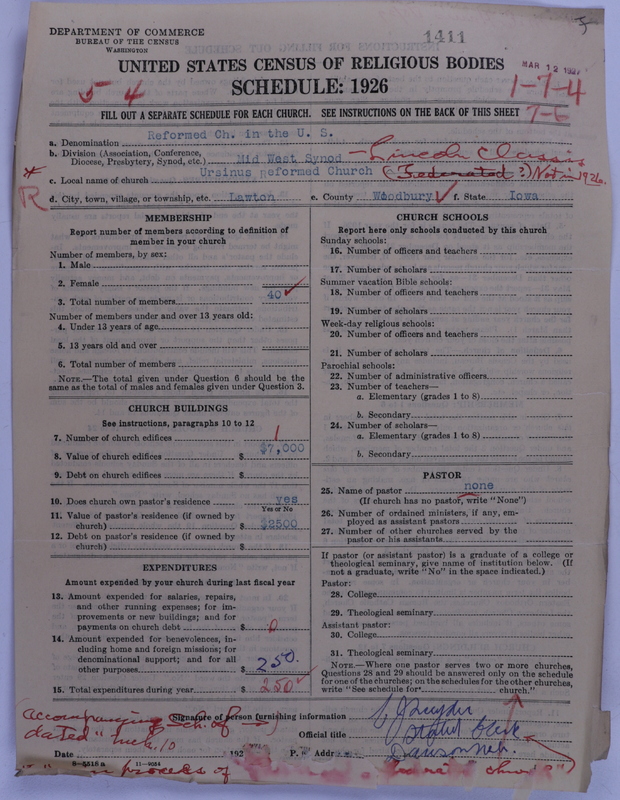 DEPARTMENT OF COMMERCE
BUREAU OF THE CENSUS
WASHINGTON
1411
MAR 12 1927
UNITED STATES CENSUS OF RELIGIOUS BODIES
SCHEDULE: 1926
5 4
1-7-4
FILL OUT A SEPARATE SCHEDULE FOR EACH CHURCH. SEE INSTRUCTIONS ON THE BACK OF THIS SHEET
7-6
a. Denomination Reformed Ch. in the U. S.
b. Division (Association, Conference, Diocese, Presbytery, Synod, etc.) Mid West Synod - Lincoln Classis
* R
c. Local name of church Ursinus reformed Church (Federated?) Not in 1926.
d. City, town, village, or township, etc. Lawton e. County Woodbury f. State Iowa
MEMBERSHIP
Report number of members according to definition of member in your church
Number of members, by sex:
1. Male
2. Female
3. Total number of members 40
Number of members under and over 13 years old:
4. Under 13 years of age
5. 13 years old and over
6. Total number of members
NOTE.—The total given under Question 6 should be the same as the total of males and females given under Question 3.
CHURCH BUILDINGS
See instructions, paragraphs 10 to 12
7. Number of church edifices 1
8. Value of church edifices $ $7,000
9. Debt on church edifices $
10. Does church own pastor's residence yes
Yes or No
11. Value of pastor's residence (if owned by church) $ $2500
12. Debt on pastor's residence (if owned by church) $
EXPENDITURES
Amount expended by your church during last fiscal year
13. Amount expended for salaries, repairs, and other running expenses; for improvements or new buildings; and for payments on church debt $ 0
14. Amount expended for benevolences, including home and foreign missions; for denominational support; and for all other purposes $ 250.
15. Total expenditures during year $ 250
CHURCH SCHOOLS
Report here only schools conducted by this church
Sunday schools:
16. Number of officers and teachers
17. Number of scholars
Summer vacation Bible schools:
18. Number of officers and teachers
19. Number of scholars
Week-day religious schools:
20. Number of officers and teachers
21. Number of scholars
Parochial schools:
22. Number of administrative officers
23. Number of teachers—
a. Elementary (grades 1 to 8)
b. Secondary
24. Number of scholars—
a. Elementary (grades 1 to 8)
b. Secondary
PASTOR
25. Name of pastor none
(If church has no pastor, write "None")
26. Number of ordained ministers, if any, employed as assistant pastors
27. Number of other churches served by the pastor or his assistants
If pastor (or assistant pastor) is a graduate of a college or theological seminary, give name of institution below. (If not a graduate, write "No" in the space indicated.)
Pastor:
28. College
29. Theological seminary
Assistant pastor:
30. College
31. Theological seminary
NOTE.—Where one pastor serves two or more churches, Questions 28 and 29 should be answered only on the schedule for one of the churches; on the schedules for the other churches, write "See schedule for church."
(accompanying Sch. of
Signature of person furnishing information
dated
Official title Stated Clerk
Date 192 P. Addr Dawson Neb.
8-5518a 11-9054
process of